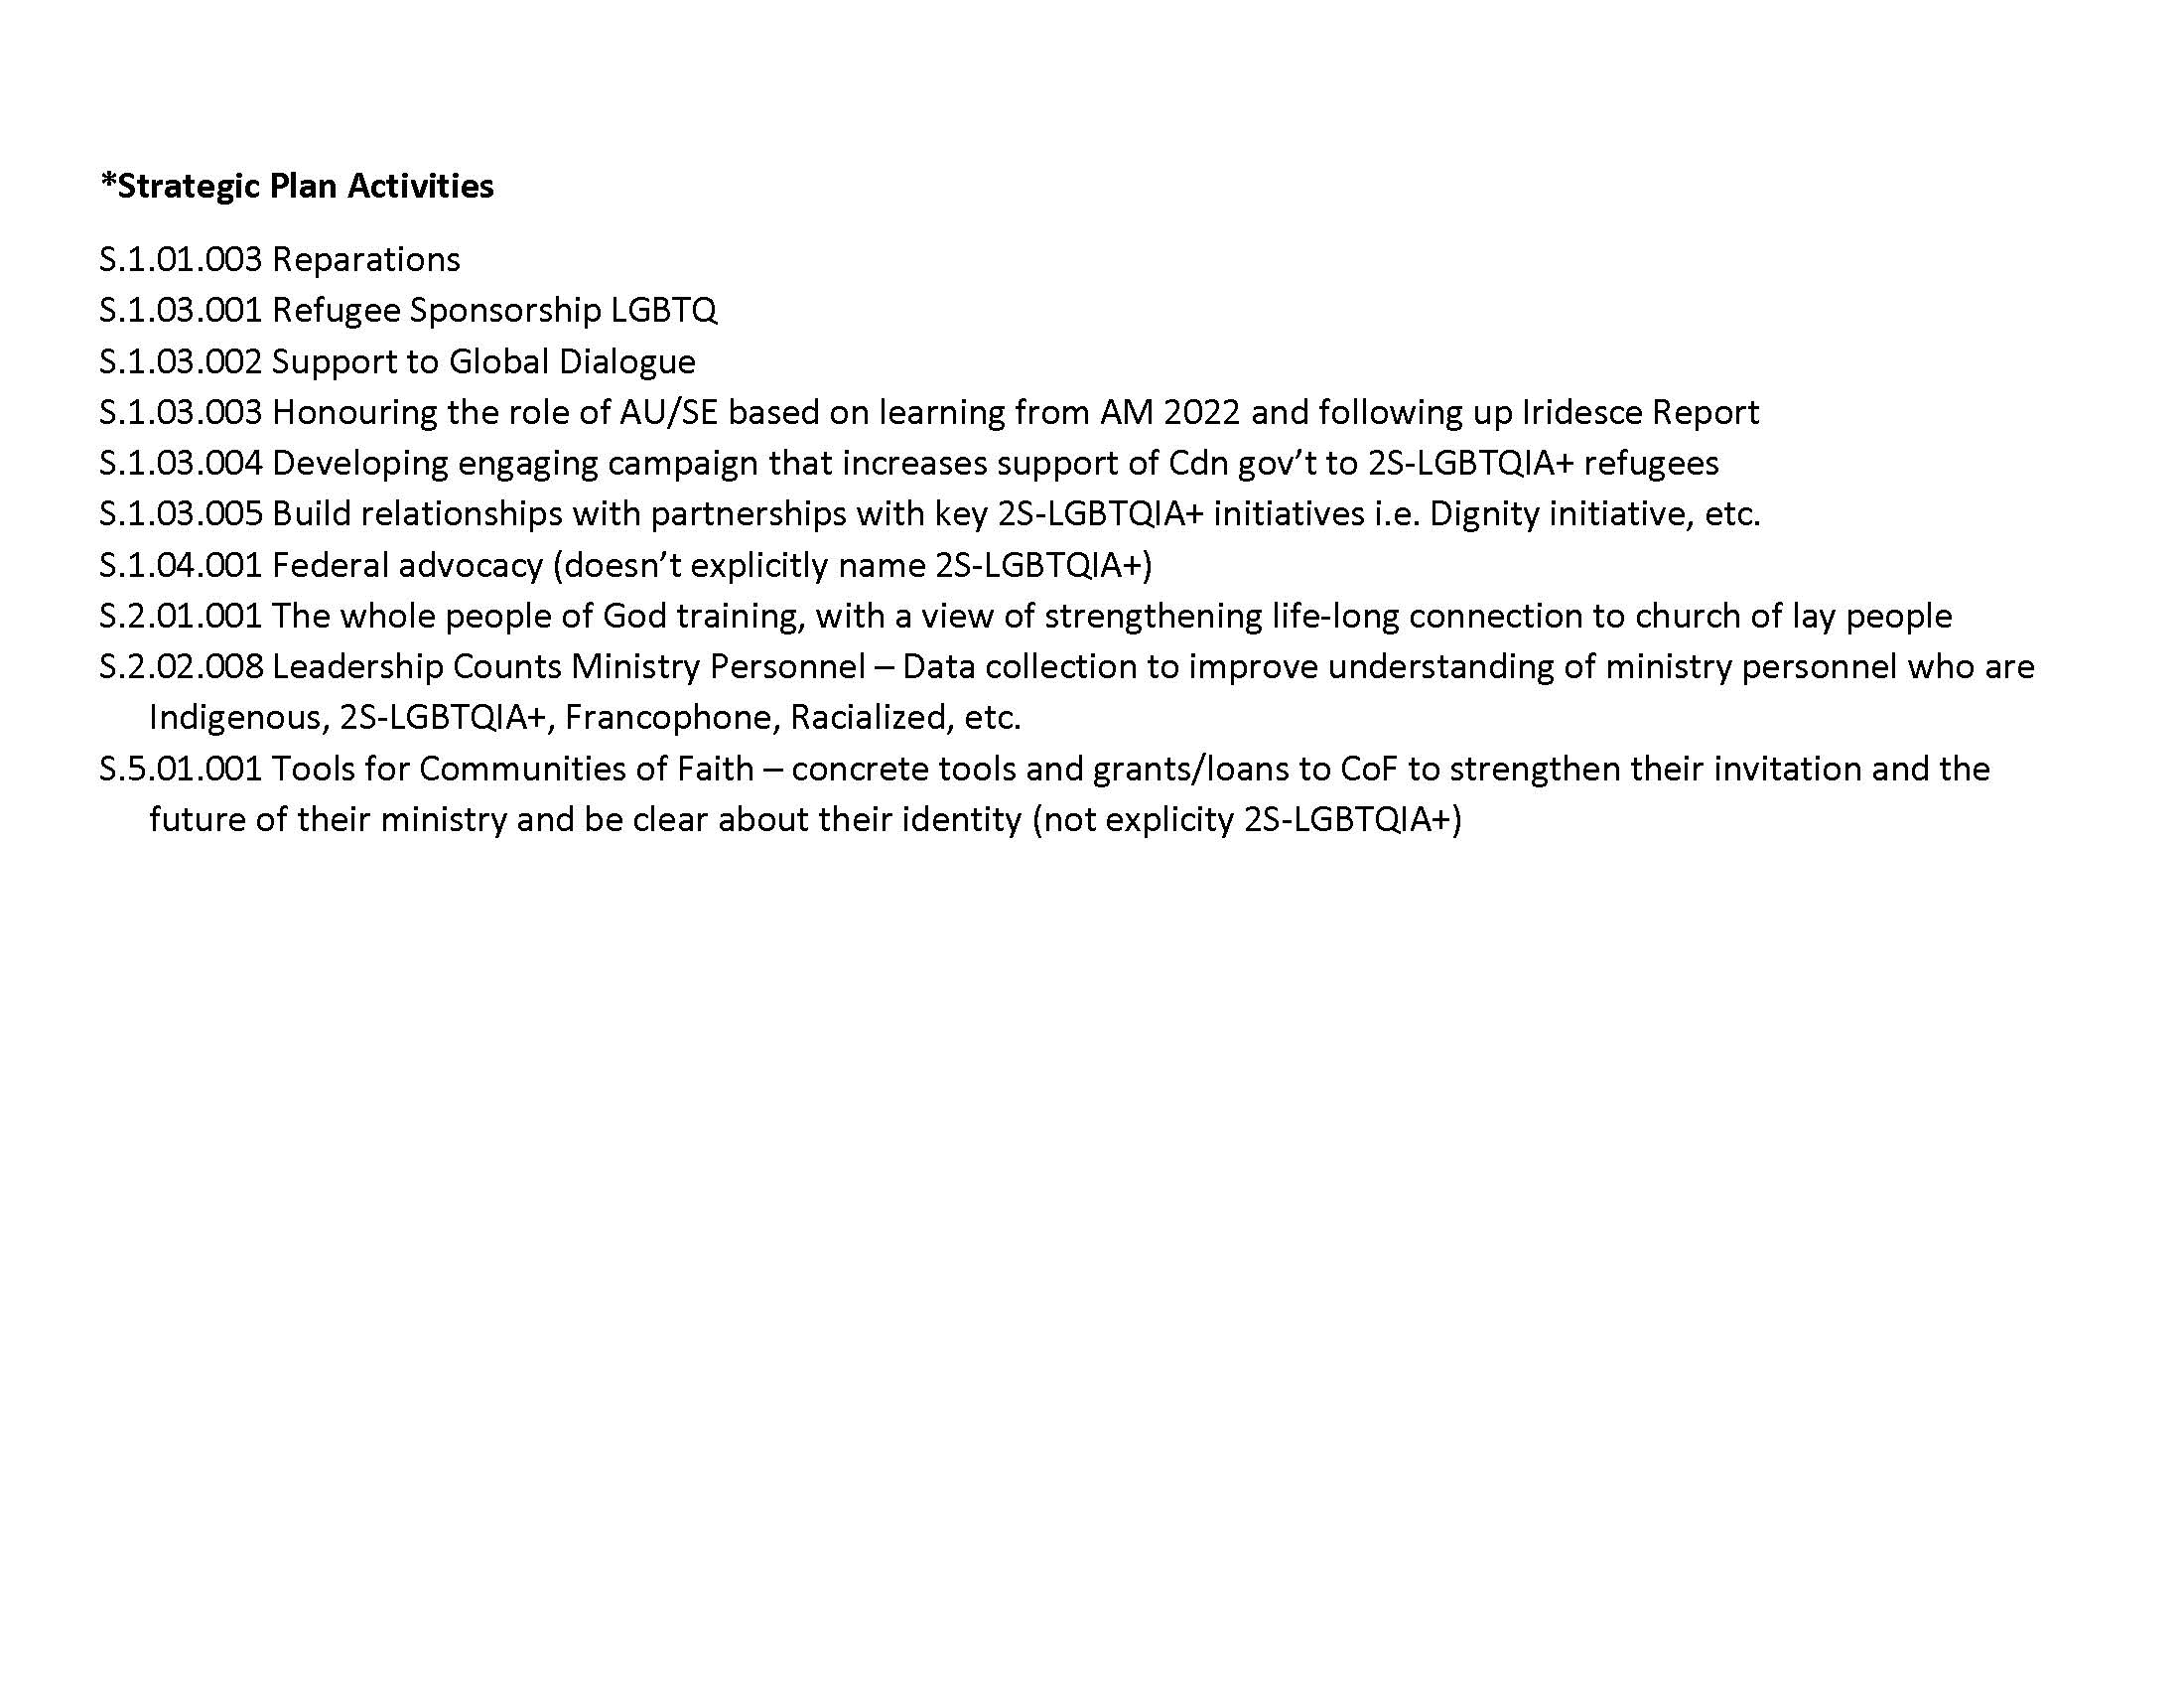 *Strategic Plan Activities
S.1.01.003 Reparations
S.1.03.001 Refugee Sponsorship LGBTQ
S.1.03.002 Support to Global Dialogue
S.1.03.003 Honouring the role of AU/SE based on learning from AM 2022 and following up Iridesce Report
S.1.03.004 Developing engaging campaign that increases support of Cdn gov’t to 2S-LGBTQIA+ refugees
S.1.03.005 Build relationships with partnerships with key 2S-LGBTQIA+ initiatives i.e. Dignity initiative, etc.
S.1.04.001 Federal advocacy (doesn’t explicitly name 2S-LGBTQIA+)
S.2.01.001 The whole people of God training, with a view of strengthening life-long connection to church of lay people
S.2.02.008 Leadership Counts Ministry Personnel – Data collection to improve understanding of ministry personnel who are
Indigenous, 2S-LGBTQIA+, Francophone, Racialized, etc.
S.5.01.001 Tools for Communities of Faith – concrete tools and grants/loans to CoF to strengthen their invitation and the
future of their ministry and be clear about their identity (not explicity 2S-LGBTQIA+)